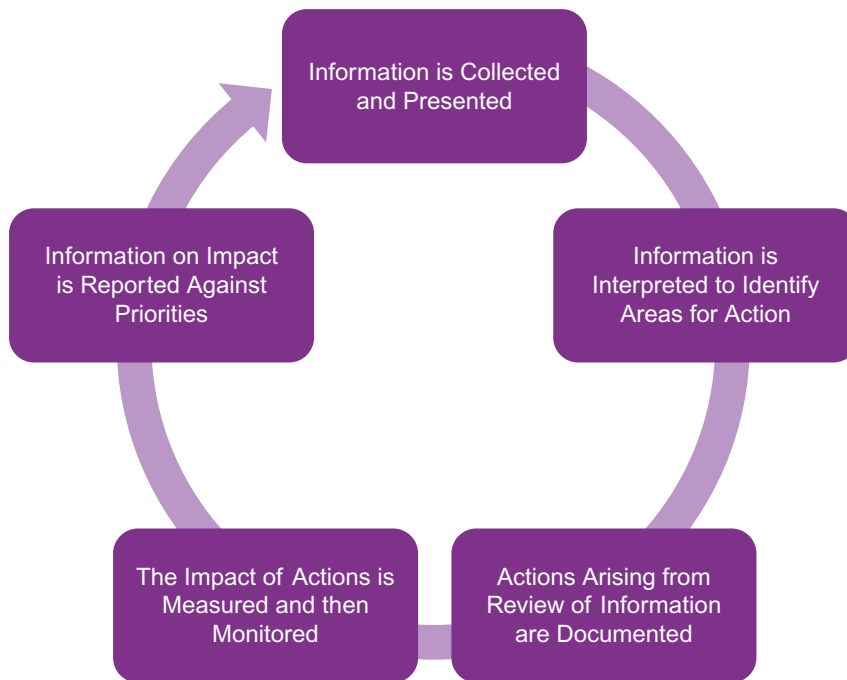 Information is Collected
and Presented
Information is
Interpreted to Identify
Areas for Action
Actions Arising from
Review of Information
are Documented
The Impact of Actions is
Measured and then
Monitored
Information on Impact
is Reported Against
Priorities